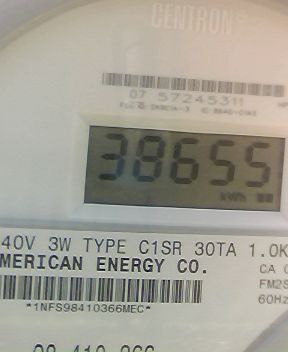 CENTRON®
07 57245311
38655
kWh
40V 3W TYPE C1SR 30TA 1.0K
MERICAN ENERGY CO.
CA 0
FM2S
60Hz
*1NFS98410366MEC*